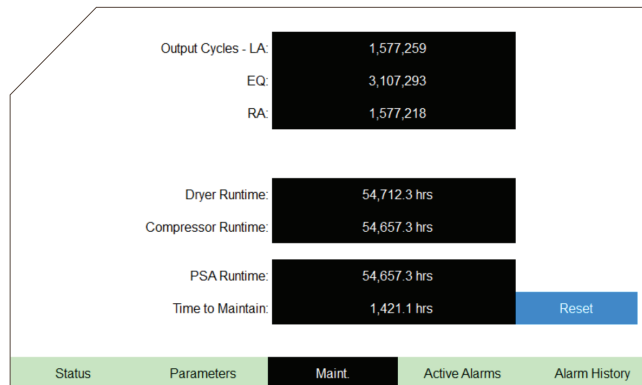 Output Cycles - LA: 1,577,259
EQ: 3,107,293
RA: 1,577,218
Dryer Runtime: 54,712.3 hrs
Compressor Runtime: 54,657.3 hrs
PSA Runtime: 54,657.3 hrs
Time to Maintain: 1,421.1 hrs Reset
Status Parameters Maint. Active Alarms Alarm History